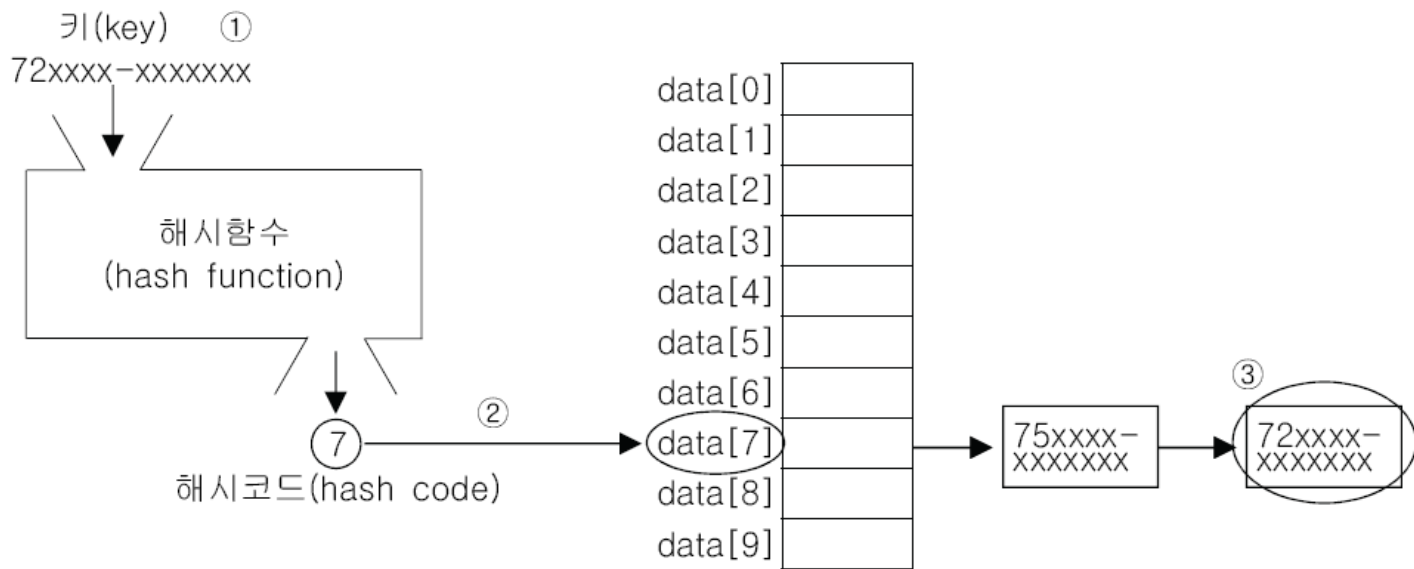 키(key) ①
72xxxx-xxxxxxx
해시함수
(hash function)
②
7
해시코드(hash code)
data[0]
data[1]
data[2]
data[3]
data[4]
data[5]
data[6]
data[7]
data[8]
data[9]
75xxxx-
xxxxxxx
③
72xxxx-
xxxxxxx